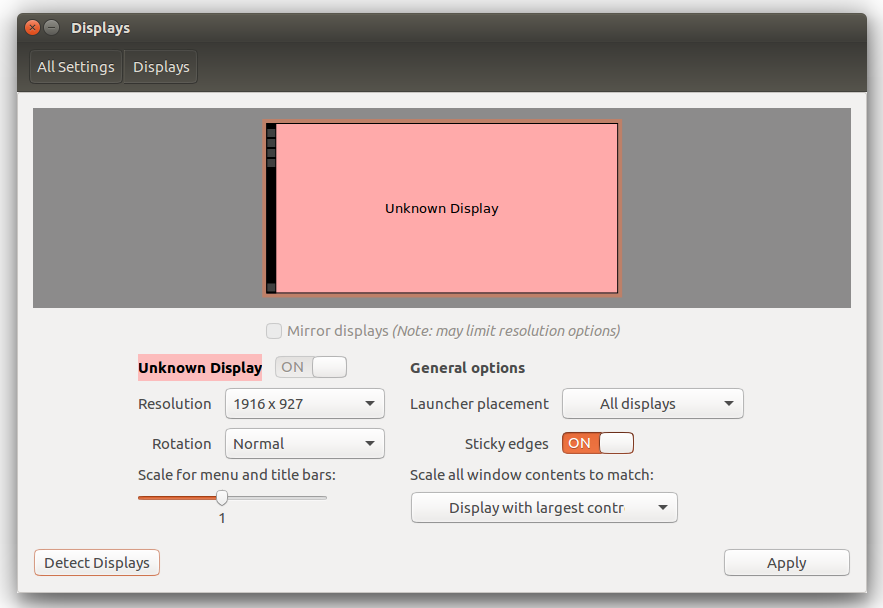 Displays
All Settings
Displays
Unknown Display
Mirror displays (Note: may limit resolution options)
Unknown Display
ON
General options
Resolution
1916 x 927
Launcher placement
All displays
Rotation
Normal
Sticky edges
ON
Scale for menu and title bars:
Scale all window contents to match:
1
Display with largest contr
Detect Displays
Apply